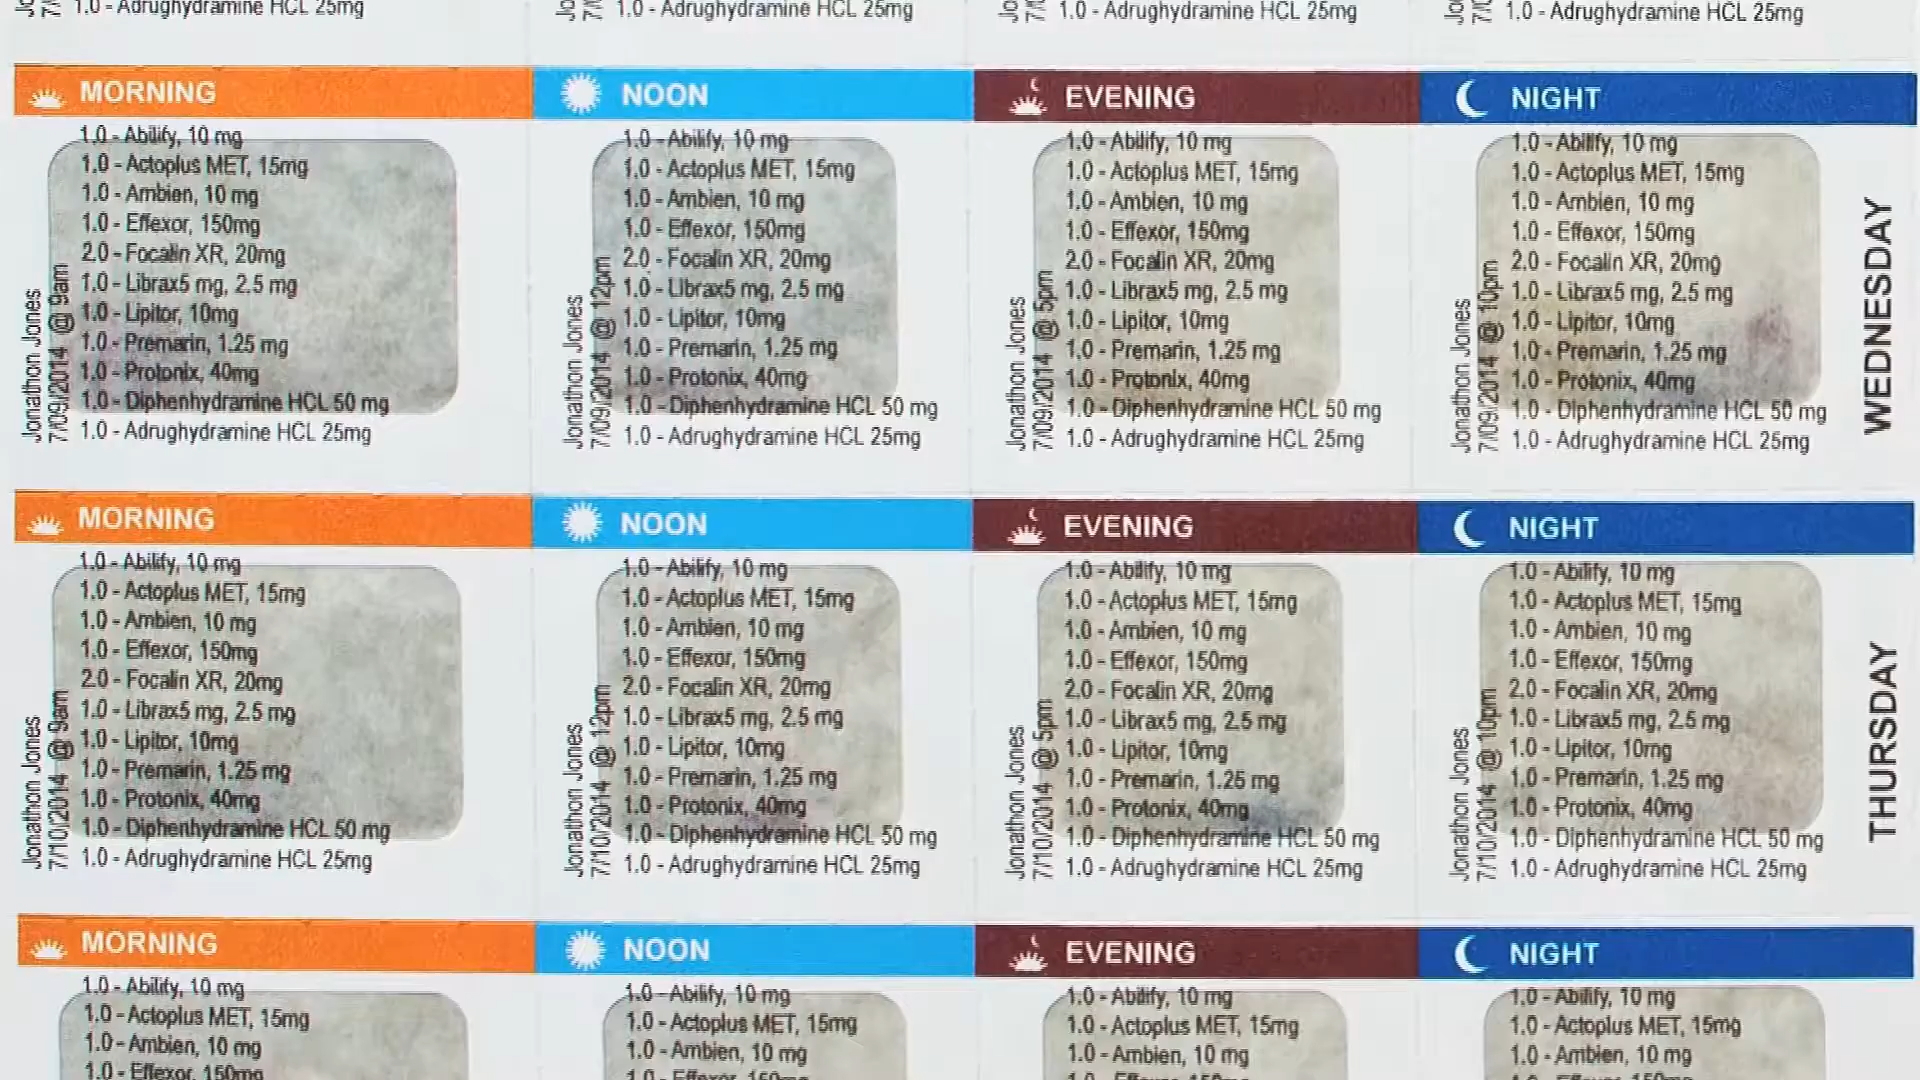 1.0 - Adrughydramine HCL 25mg
1.0 - Adrughydramine HCL 25mg
1.0 - Adrughydramine HCL 25mg
1.0 - Adrughydramine HCL 25mg
MORNING
1.0 - Abilify, 10 mg
1.0 - Actoplus MET, 15mg
1.0 - Ambien, 10 mg
1.0 - Effexor, 150mg
2.0 - Focalin XR, 20mg
1.0 - Librax5 mg, 2.5 mg
1.0 - Lipitor, 10mg
1.0 - Premarin, 1.25 mg
1.0 - Protonix, 40mg
1.0 - Diphenhydramine HCL 50 mg
1.0 - Adrughydramine HCL 25mg
Jonathon Jones
7/09/2014 @ 9am
NOON
1.0 - Abilify, 10 mg
1.0 - Actoplus MET, 15mg
1.0 - Ambien, 10 mg
1.0 - Effexor, 150mg
2.0 - Focalin XR, 20mg
1.0 - Librax5 mg, 2.5 mg
1.0 - Lipitor, 10mg
1.0 - Premarin, 1.25 mg
1.0 - Protonix, 40mg
1.0 - Diphenhydramine HCL 50 mg
1.0 - Adrughydramine HCL 25mg
Jonathon Jones
7/09/2014 @ 12pm
EVENING
1.0 - Abilify, 10 mg
1.0 - Actoplus MET, 15mg
1.0 - Ambien, 10 mg
1.0 - Effexor, 150mg
2.0 - Focalin XR, 20mg
1.0 - Librax5 mg, 2.5 mg
1.0 - Lipitor, 10mg
1.0 - Premarin, 1.25 mg
1.0 - Protonix, 40mg
1.0 - Diphenhydramine HCL 50 mg
1.0 - Adrughydramine HCL 25mg
Jonathon Jones
7/09/2014 @ 5pm
NIGHT
1.0 - Abilify, 10 mg
1.0 - Actoplus MET, 15mg
1.0 - Ambien, 10 mg
1.0 - Effexor, 150mg
2.0 - Focalin XR, 20mg
1.0 - Librax5 mg, 2.5 mg
1.0 - Lipitor, 10mg
1.0 - Premarin, 1.25 mg
1.0 - Protonix, 40mg
1.0 - Diphenhydramine HCL 50 mg
1.0 - Adrughydramine HCL 25mg
Jonathon Jones
7/09/2014 @ 10pm
WEDNESDAY
MORNING
1.0 - Abilify, 10 mg
1.0 - Actoplus MET, 15mg
1.0 - Ambien, 10 mg
1.0 - Effexor, 150mg
2.0 - Focalin XR, 20mg
1.0 - Librax5 mg, 2.5 mg
1.0 - Lipitor, 10mg
1.0 - Premarin, 1.25 mg
1.0 - Protonix, 40mg
1.0 - Diphenhydramine HCL 50 mg
1.0 - Adrughydramine HCL 25mg
Jonathon Jones
7/10/2014 @ 9am
NOON
1.0 - Abilify, 10 mg
1.0 - Actoplus MET, 15mg
1.0 - Ambien, 10 mg
1.0 - Effexor, 150mg
2.0 - Focalin XR, 20mg
1.0 - Librax5 mg, 2.5 mg
1.0 - Lipitor, 10mg
1.0 - Premarin, 1.25 mg
1.0 - Protonix, 40mg
1.0 - Diphenhydramine HCL 50 mg
1.0 - Adrughydramine HCL 25mg
Jonathon Jones
7/10/2014 @ 12pm
EVENING
1.0 - Abilify, 10 mg
1.0 - Actoplus MET, 15mg
1.0 - Ambien, 10 mg
1.0 - Effexor, 150mg
2.0 - Focalin XR, 20mg
1.0 - Librax5 mg, 2.5 mg
1.0 - Lipitor, 10mg
1.0 - Premarin, 1.25 mg
1.0 - Protonix, 40mg
1.0 - Diphenhydramine HCL 50 mg
1.0 - Adrughydramine HCL 25mg
Jonathon Jones
7/10/2014 @ 5pm
NIGHT
1.0 - Abilify, 10 mg
1.0 - Actoplus MET, 15mg
1.0 - Ambien, 10 mg
1.0 - Effexor, 150mg
2.0 - Focalin XR, 20mg
1.0 - Librax5 mg, 2.5 mg
1.0 - Lipitor, 10mg
1.0 - Premarin, 1.25 mg
1.0 - Protonix, 40mg
1.0 - Diphenhydramine HCL 50 mg
1.0 - Adrughydramine HCL 25mg
Jonathon Jones
7/10/2014 @ 10pm
THURSDAY
MORNING
1.0 - Abilify, 10 mg
1.0 - Actoplus MET, 15mg
1.0 - Ambien, 10 mg
1.0 - Effexor, 150mg
NOON
1.0 - Abilify, 10 mg
1.0 - Actoplus MET, 15mg
1.0 - Ambien, 10 mg
EVENING
1.0 - Abilify, 10 mg
1.0 - Actoplus MET, 15mg
1.0 - Ambien, 10 mg
NIGHT
1.0 - Abilify, 10 mg
1.0 - Actoplus MET, 15mg
1.0 - Ambien, 10 mg